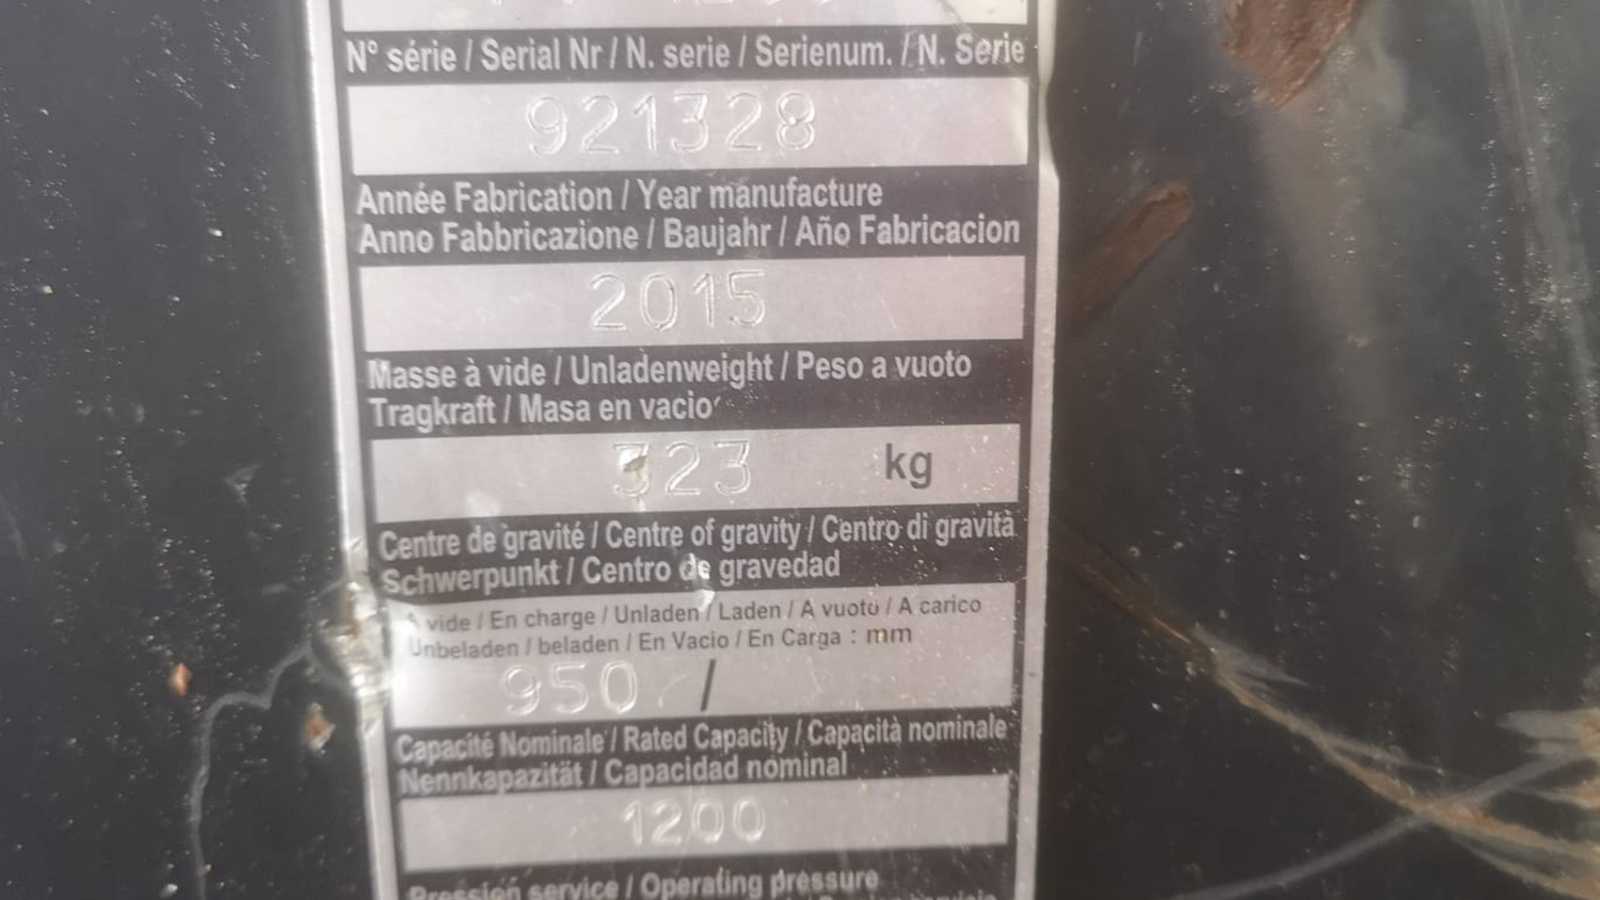 N° série / Serial Nr / N. serie / Serienum. / N. Serie
921328
Année Fabrication / Year manufacture
Anno Fabbricazione / Baujahr / Año Fabricacion
2015
Masse à vide / Unladenweight / Peso a vuoto
Tragkraft / Masa en vacio
323 kg
Centre de gravité / Centre of gravity / Centro di gravità
Schwerpunkt / Centro de gravedad
A vide / En charge / Unladen / Laden / A vuoto / A carico
Unbeladen / beladen / En Vacio / En Carga : mm
950 /
Capacité Nominale / Rated Capacity / Capacità nominale
Nennkapazität / Capacidad nominal
1200
Pression service / Operating pressure